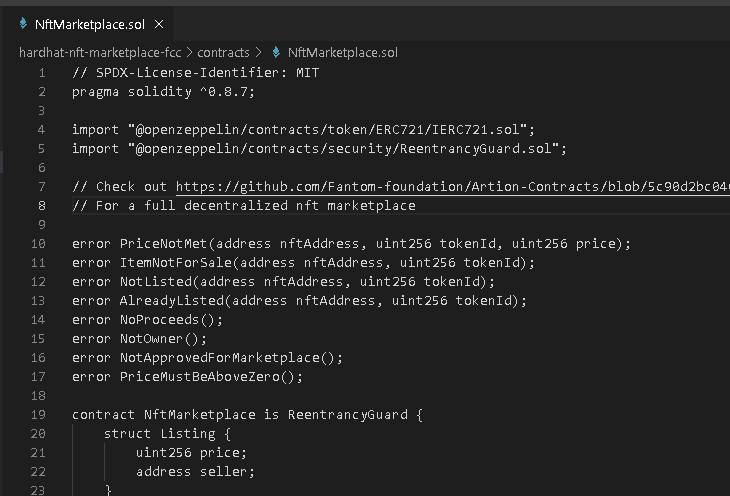 NftMarketplace.sol ×
hardhat-nft-marketplace-fcc > contracts > NftMarketplace.sol
1 // SPDX-License-Identifier: MIT
2 pragma solidity ^0.8.7;
3
4 import "@openzeppelin/contracts/token/ERC721/IERC721.sol";
5 import "@openzeppelin/contracts/security/ReentrancyGuard.sol";
6
7 // Check out https://github.com/Fantom-foundation/Artion-Contracts/blob/5c90d2bc04
8 // For a full decentralized nft marketplace
9
10 error PriceNotMet(address nftAddress, uint256 tokenId, uint256 price);
11 error ItemNotForSale(address nftAddress, uint256 tokenId);
12 error NotListed(address nftAddress, uint256 tokenId);
13 error AlreadyListed(address nftAddress, uint256 tokenId);
14 error NoProceeds();
15 error NotOwner();
16 error NotApprovedForMarketplace();
17 error PriceMustBeAboveZero();
18
19 contract NftMarketplace is ReentrancyGuard {
20 struct Listing {
21 uint256 price;
22 address seller;
23 }